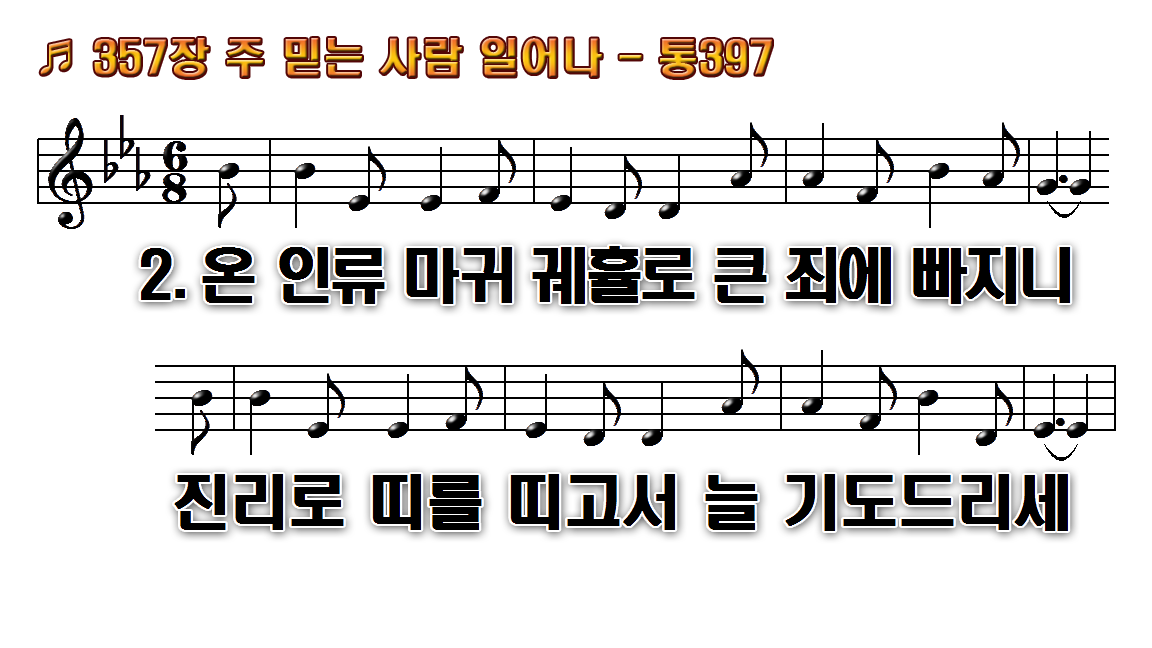 ♬ 357장 주 믿는 사람 일어나 - 통397
6
8
2. 온 인류 마귀 궤휼로 큰 죄에 빠지니
진리로 띠를 띠고서 늘 기도드리세